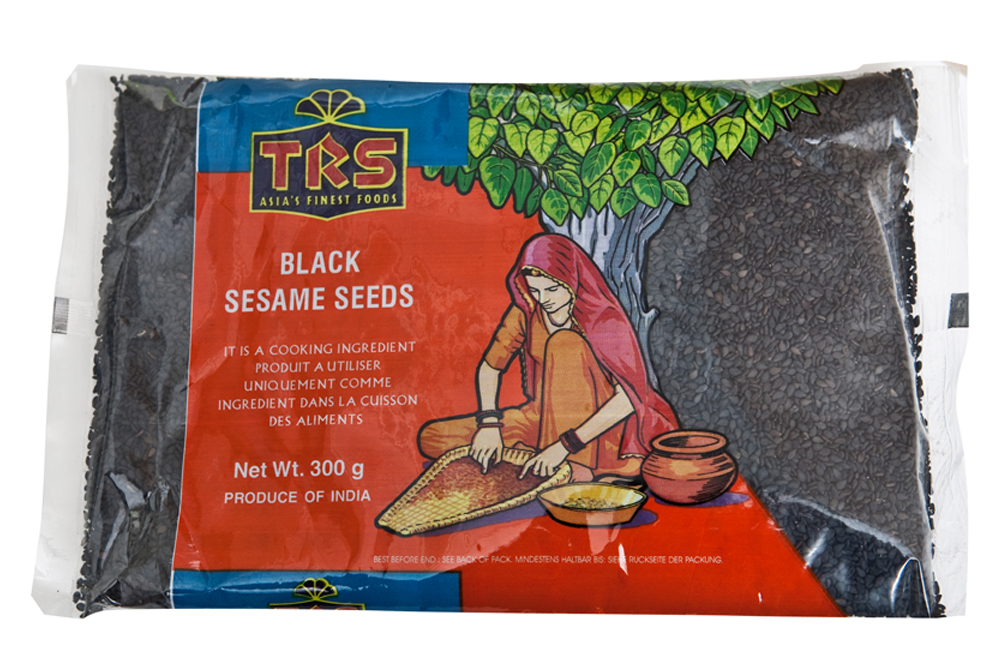 TRS
ASIA'S FINEST FOODS
BLACK
SESAME SEEDS
IT IS A COOKING INGREDIENT
PRODUIT A UTILISER
UNIQUEMENT COMME
INGREDIENT DANS LA CUISSON
DES ALIMENTS
Net Wt. 300 g
PRODUCE OF INDIA
BEST BEFORE END : SEE BACK OF PACK. MINDESTENS HALTBAR BIS: SIEHE RUCKSEITE DER PACKUNG.